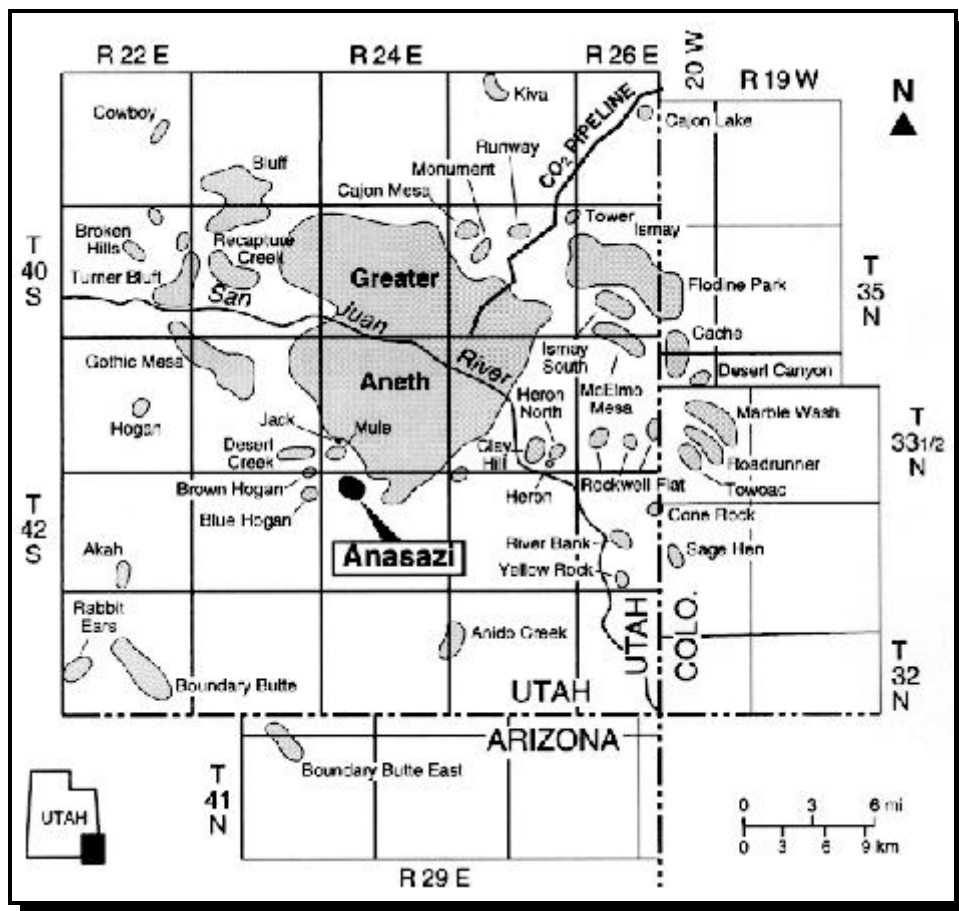 R 22 E
R 24 E
R 26 E
20 W
R 19 W
N
Cowboy
Kiva
CO₂ PIPELINE
Cajon Lake
Bluff
Runway
Monument
Cajon Mesa
Tower
Ismay
Broken
Hills
Recapture
Creek
Turner Bluff
T
40
S
Greater
Flodine Park
T
35
N
San
Juan
River
Cache
Gothic Mesa
Aneth
Ismay
South
Desert Canyon
McElmo
Mesa
Heron
North
Marble Wash
Hogan
Jack
Mule
Desert
Creek
Clay
Hill
T
33 1/2
N
Roadrunner
Towoac
Brown Hogan
Heron
Rockwell Flat
T
42
S
Blue Hogan
Cone Rock
Anasazi
River Bank
Sage Hen
Akah
Yellow Rock
Rabbit
Ears
Anido Creek
UTAH
COLO.
T
32
N
Boundary Butte
UTAH
ARIZONA
Boundary Butte East
T
41
N
UTAH
0 3 6 mi
0 3 6 9 km
R 29 E